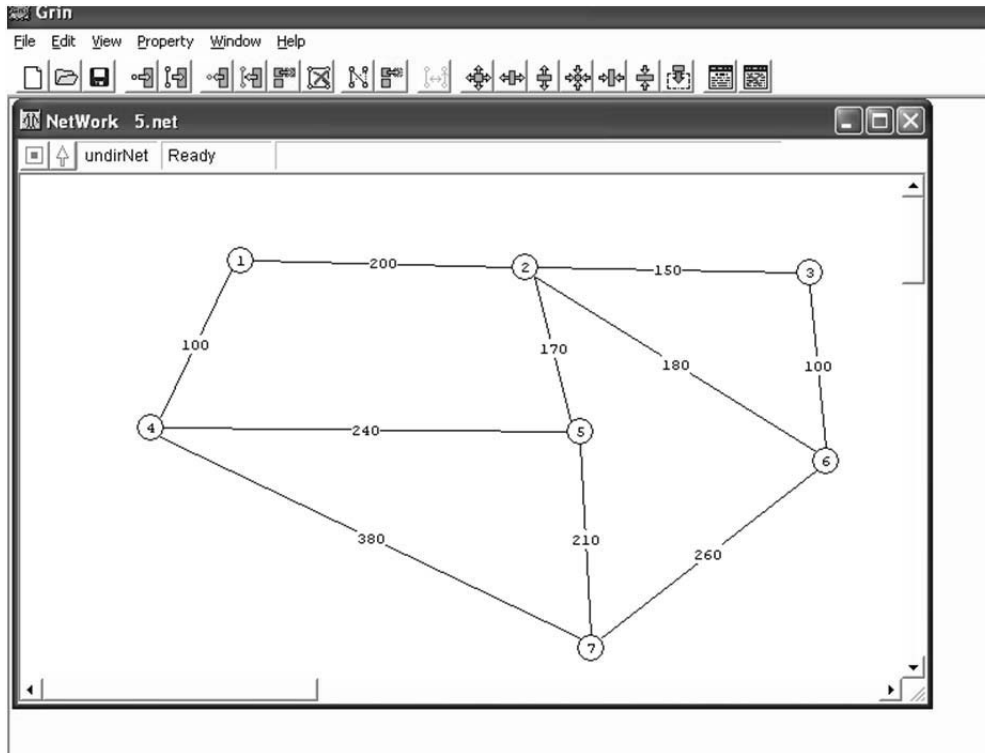 Grin
File Edit View Property Window Help
NetWork 5.net
undirNet Ready
1 200 2 150 3
100 170 180 100
4 240 5 6
380 210 260
7